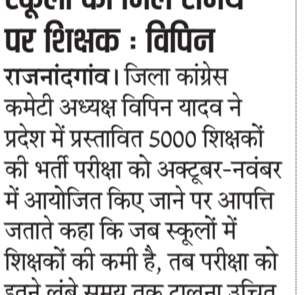 स्कूलों को मिले समय
पर शिक्षक : विपिन
राजनांदगांव। जिला कांग्रेस
कमेटी अध्यक्ष विपिन यादव ने
प्रदेश में प्रस्तावित 5000 शिक्षकों
की भर्ती परीक्षा को अक्टूबर-नवंबर
में आयोजित किए जाने पर आपत्ति
जताते कहा कि जब स्कूलों में
शिक्षकों की कमी है, तब परीक्षा को
इतने लंबे समय तक टालना उचित